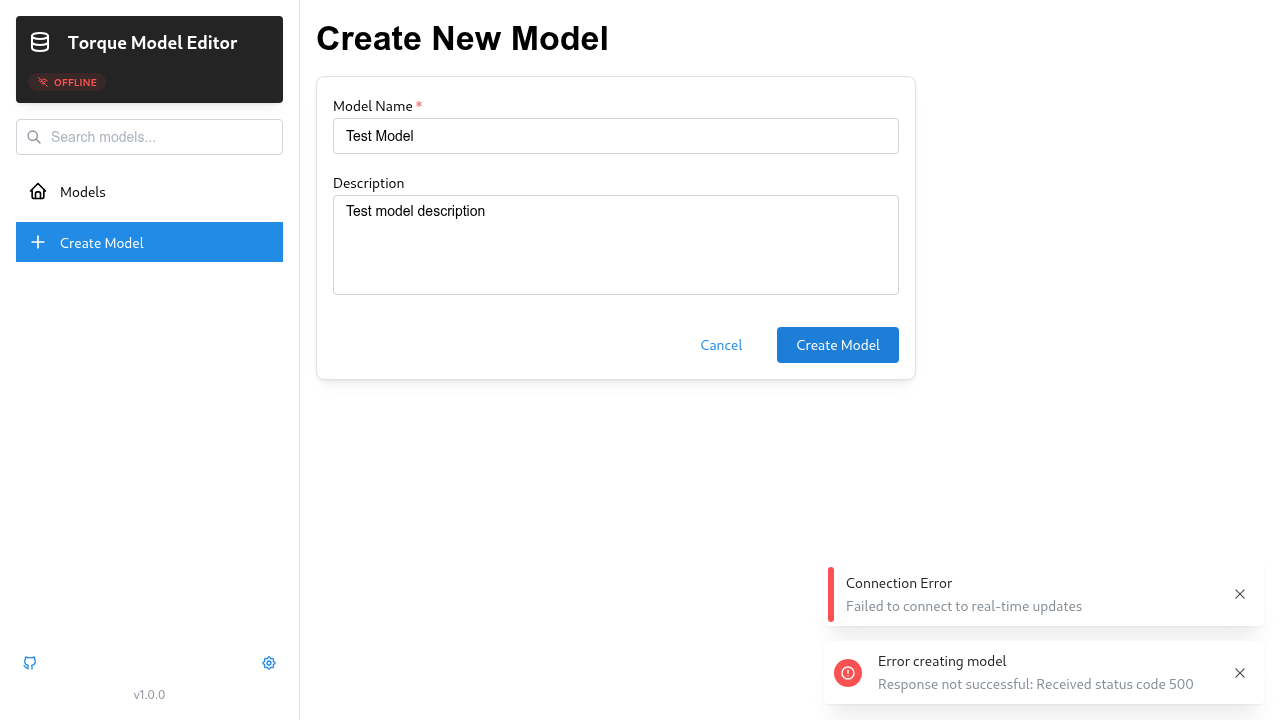 Torque Model Editor
OFFLINE
Search models...
Models
Create Model
v1.0.0
Create New Model
Model Name *
Test Model
Description
Test model description
Cancel
Create Model
Connection Error
Failed to connect to real-time updates
Error creating model
Response not successful: Received status code 500